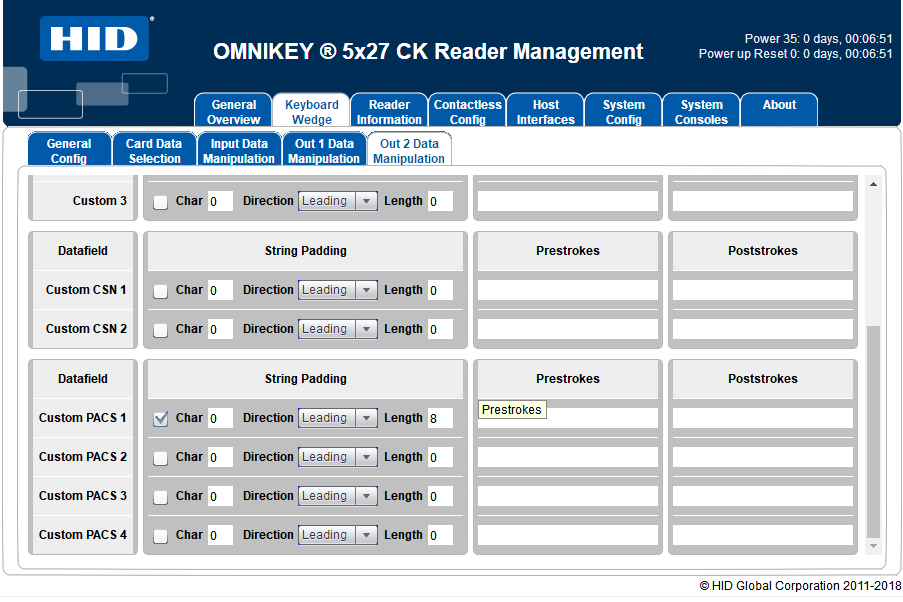 HID®
OMNIKEY ® 5x27 CK Reader Management
Power 35: 0 days, 00:06:51
Power up Reset 0: 0 days, 00:06:51
General Overview
Keyboard Wedge
Reader Information
Contactless Config
Host Interfaces
System Config
System Consoles
About
General Config
Card Data Selection
Input Data Manipulation
Out 1 Data Manipulation
Out 2 Data Manipulation
Custom 3 Char 0 Direction Leading Length 0
Datafield String Padding Prestrokes Poststrokes
Custom CSN 1 Char 0 Direction Leading Length 0
Custom CSN 2 Char 0 Direction Leading Length 0
Datafield String Padding Prestrokes Poststrokes
Custom PACS 1 Char 0 Direction Leading Length 8 Prestrokes
Custom PACS 2 Char 0 Direction Leading Length 0
Custom PACS 3 Char 0 Direction Leading Length 0
Custom PACS 4 Char 0 Direction Leading Length 0
© HID Global Corporation 2011-2018